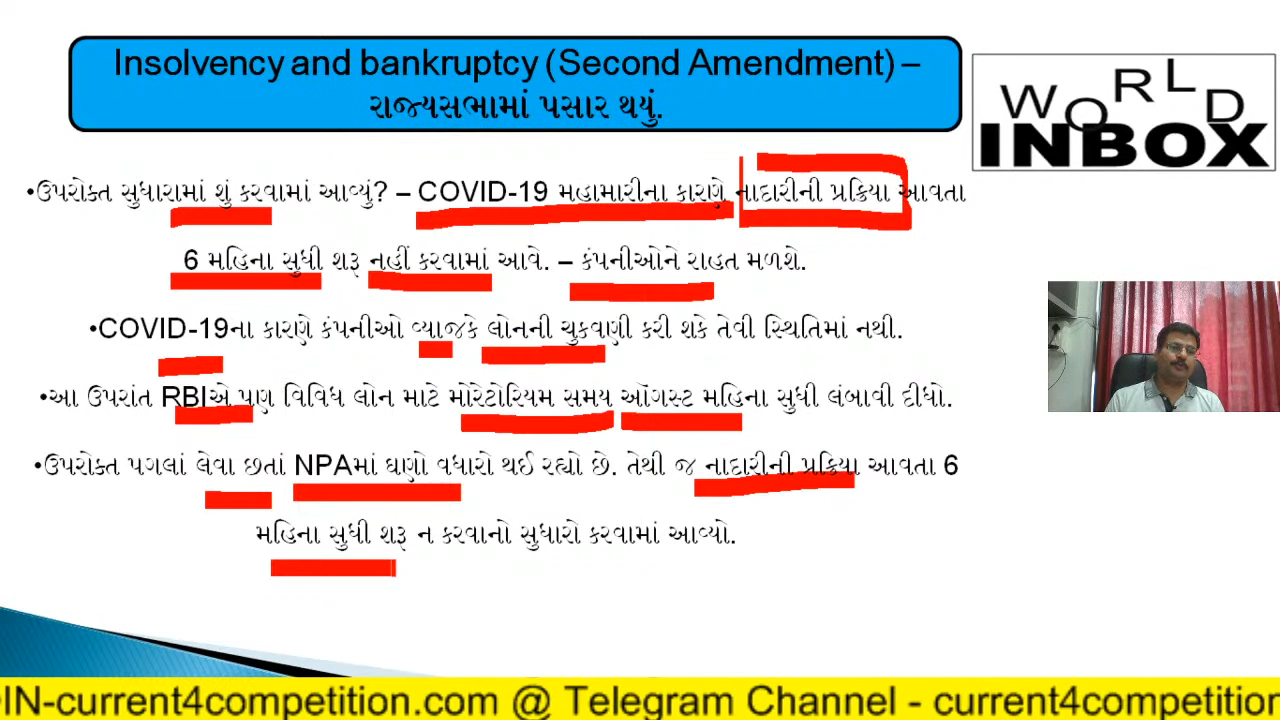 Insolvency and bankruptcy (Second Amendment) –
રાજ્યસભામાં પસાર થયું.
WORLD
INBOX
•ઉપરોક્ત સુધારામાં શું કરવામાં આવ્યું? – COVID-19 મહામારીના કારણે નાદારીની પ્રક્રિયા આવતા
6 મહિના સુધી શરૂ નહીં કરવામાં આવે. – કંપનીઓને રાહત મળશે.
•COVID-19ના કારણે કંપનીઓ વ્યાજકે લોનની ચુકવણી કરી શકે તેવી સ્થિતિમાં નથી.
•આ ઉપરાંત RBIએ પણ વિવિધ લોન માટે મોરેટોરિયમ સમય ઑગસ્ટ મહિના સુધી લંબાવી દીધો.
•ઉપરોક્ત પગલાં લેવા છતાં NPAમાં ઘણો વધારો થઈ રહ્યો છે. તેથી જ નાદારીની પ્રક્રિયા આવતા 6
મહિના સુધી શરૂ ન કરવાનો સુધારો કરવામાં આવ્યો.
IN-current4competition.com @ Telegram Channel - current4competition